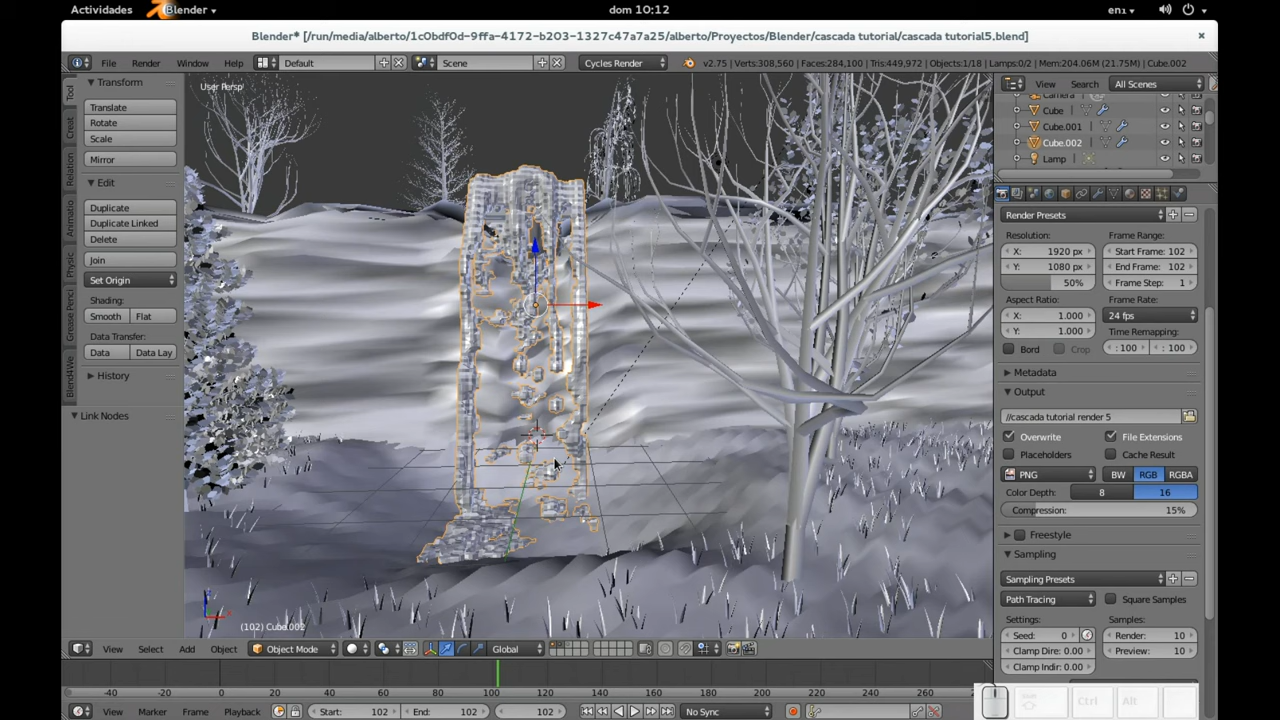 Actividades Blender dom 10:12 en1
Blender* [/run/media/alberto/1c0bdf0d-9ffa-4172-b203-1327c47a7a25/alberto/Proyectos/Blender/cascada tutorial/cascada tutorial5.blend]
File Render Window Help Default Scene Cycles Render v2.75 | Verts:308,560 | Faces:284,100 | Tris:449,972 | Objects:1/18 | Lamps:0/2 | Mem:204.06M (21.75M) | Cube.002
Transform
Translate
Rotate
Scale
Mirror
Edit
Duplicate
Duplicate Linked
Delete
Join
Set Origin
Shading:
Smooth Flat
Data Transfer:
Data Data Lay
History
Link Nodes
Tool
Creat
Relation
Animatio
Physic
Grease Penci
Blend4We
User Persp
(102) Cube.002
View Search All Scenes
Camera
Cube
Cube.001
Cube.002
Lamp
Render Presets
Resolution: Frame Range:
X: 1920 px Start Frame: 102
Y: 1080 px End Frame: 102
50% Frame Step: 1
Aspect Ratio: Frame Rate:
X: 1.000 24 fps
Y: 1.000 Time Remapping:
Bord Crop : 100 : 100
Metadata
Output
//cascada tutorial render 5
Overwrite File Extensions
Placeholders Cache Result
PNG BW RGB RGBA
Color Depth: 8 16
Compression: 15%
Freestyle
Sampling
Sampling Presets
Path Tracing Square Samples
Settings: Samples:
Seed: 0 Render: 10
Clamp Dire: 0.00 Preview: 10
Clamp Indir: 0.00
View Select Add Object Object Mode Global
-40 -20 0 20 40 60 80 100 120 140 160 180 200 220 240 260
View Marker Frame Playback Start: 102 End: 102 102 No Sync
Ctrl Alt